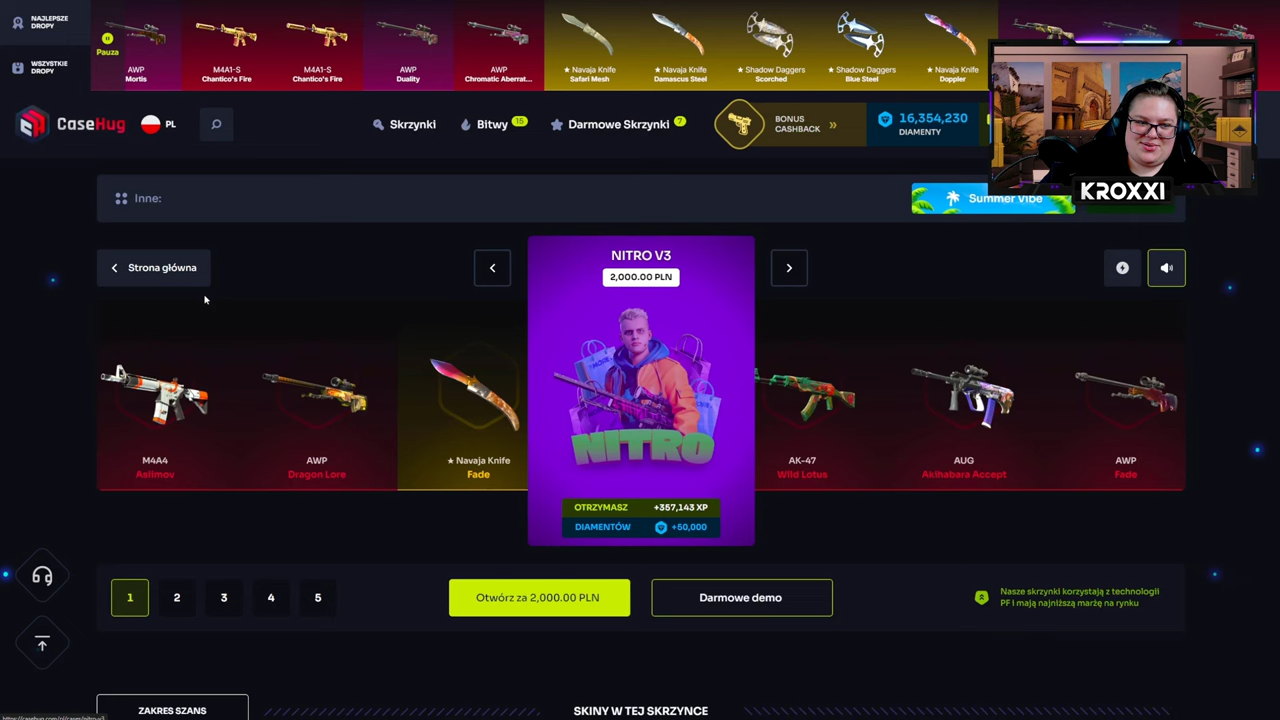 NAJLEPSZE
DROPY
WSZYSTKIE
DROPY
Pauza
AWP
Mortis
M4A1-S
Chantico's Fire
M4A1-S
Chantico's Fire
AWP
Duality
AWP
Chromatic Aberrat...
★ Navaja Knife
Safari Mesh
★ Navaja Knife
Damascus Steel
★ Shadow Daggers
Scorched
★ Shadow Daggers
Blue Steel
★ Navaja Knife
Doppler
CaseHug
PL
Skrzynki
Bitwy 15
Darmowe Skrzynki 7
BONUS
CASHBACK
16,354,230
DIAMENTY
KROXXI
Inne:
Summer Vibe
Strona główna
NITRO V3
2,000.00 PLN
NITRO
OTRZYMASZ +357,143 XP
DIAMENTÓW +50,000
M4A4
Asiimov
AWP
Dragon Lore
★ Navaja Knife
Fade
AK-47
Wild Lotus
AUG
Akihabara Accept
AWP
Fade
1 2 3 4 5
Otwórz za 2,000.00 PLN
Darmowe demo
Nasze skrzynki korzystają z technologii
PF i mają najniższą marżę na rynku
ZAKRES SZANS
SKINY W TEJ SKRZYNCE